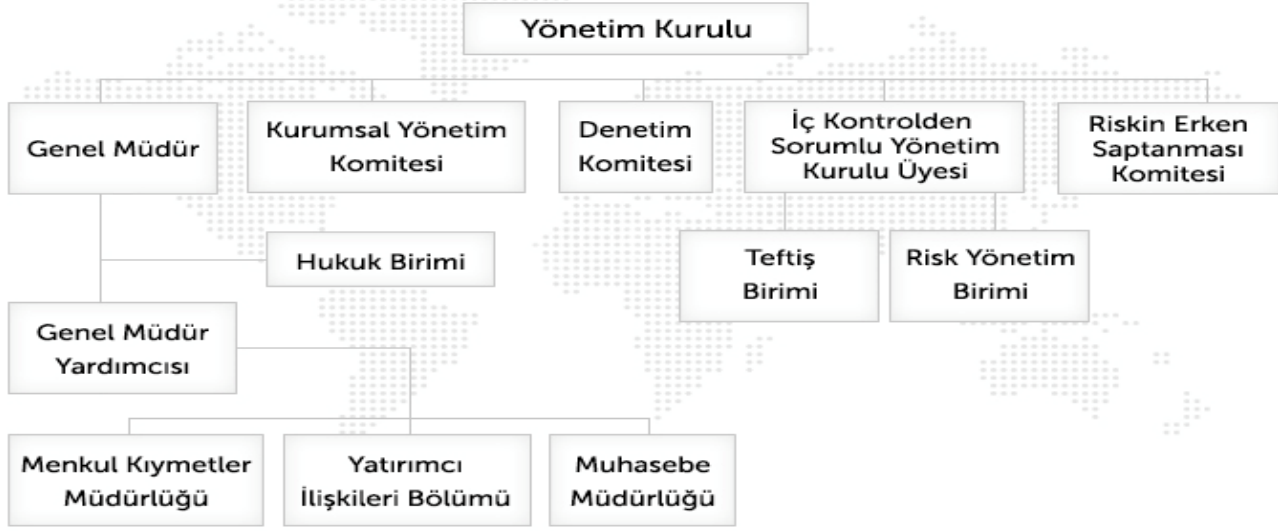 Yönetim Kurulu
Genel Müdür
Kurumsal Yönetim
Komitesi
Denetim
Komitesi
İç Kontrolden
Sorumlu Yönetim
Kurulu Üyesi
Riskin Erken
Saptanması
Komitesi
Hukuk Birimi
Teftiş
Birimi
Risk Yönetim
Birimi
Genel Müdür
Yardımcısı
Menkul Kıymetler
Müdürlüğü
Yatırımcı
İlişkileri Bölümü
Muhasebe
Müdürlüğü